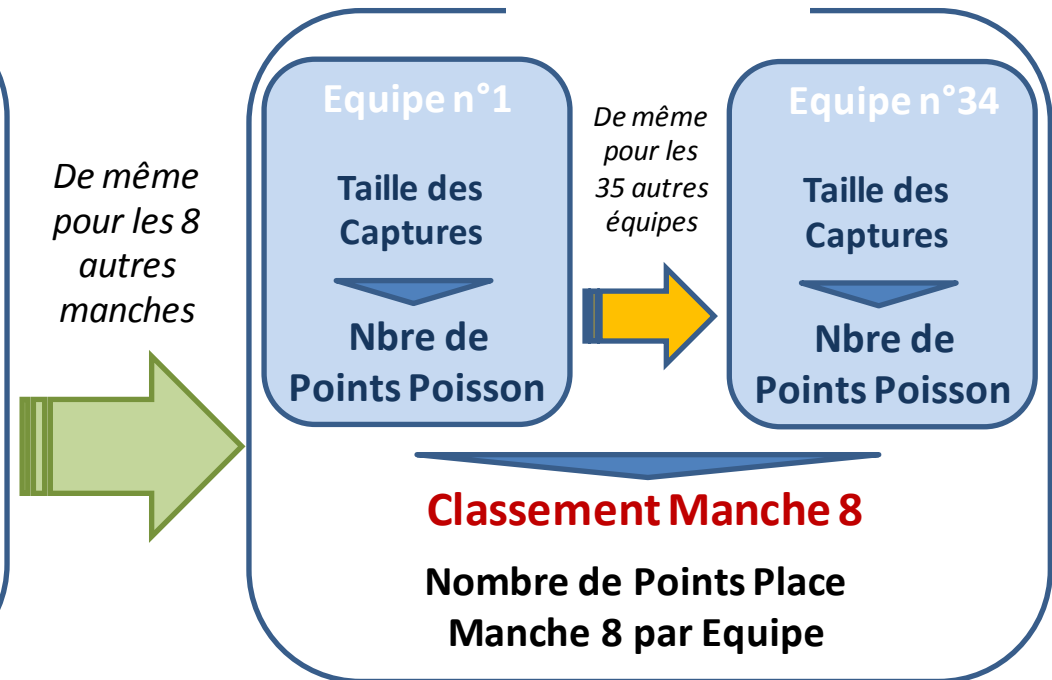 De même
pour les 8
autres
manches
Equipe n°1
Taille des
Captures
Nbre de
Points Poisson
De même
pour les
35 autres
équipes
Equipe n°34
Taille des
Captures
Nbre de
Points Poisson
Classement Manche 8
Nombre de Points Place
Manche 8 par Equipe